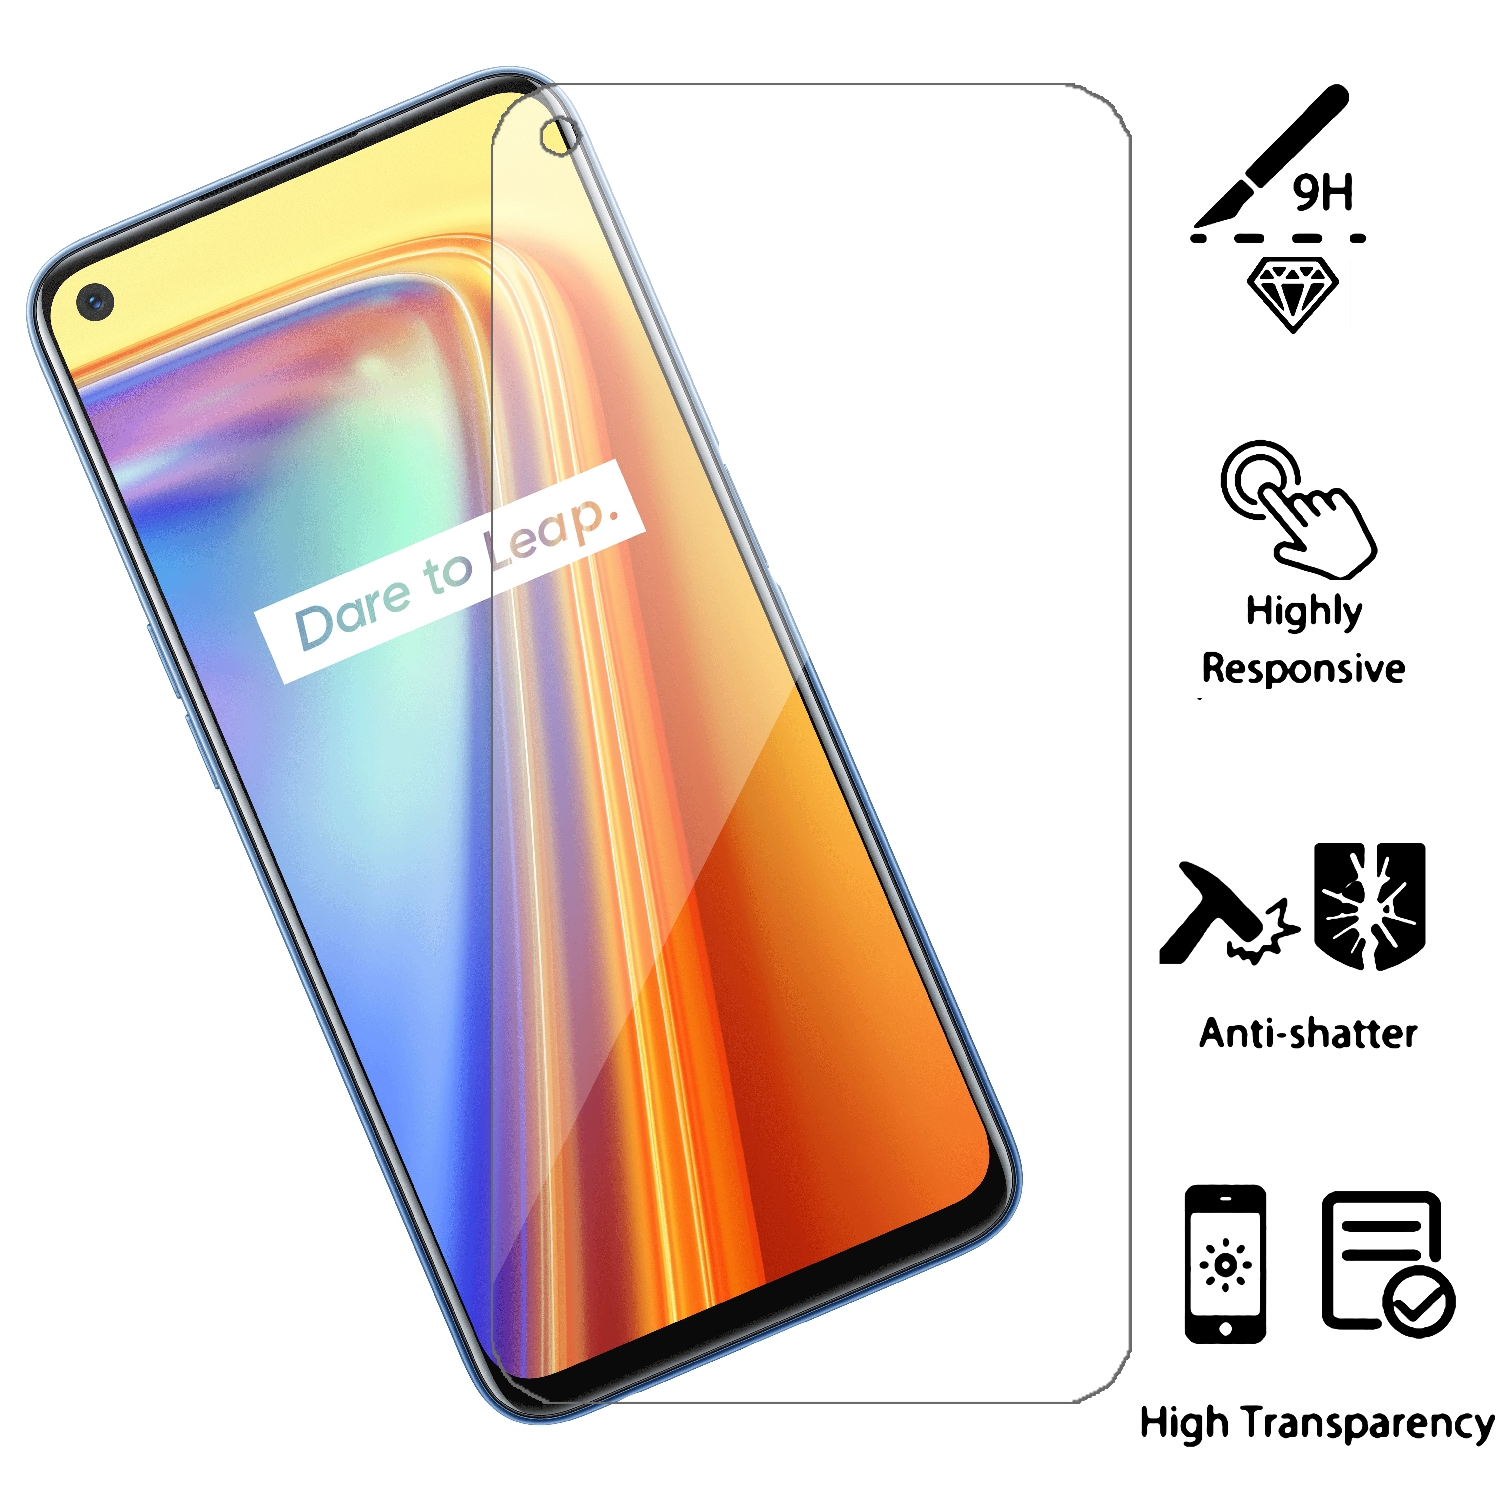 Dare to Leap.
9H
Highly
Responsive
Anti-shatter
High Transparency